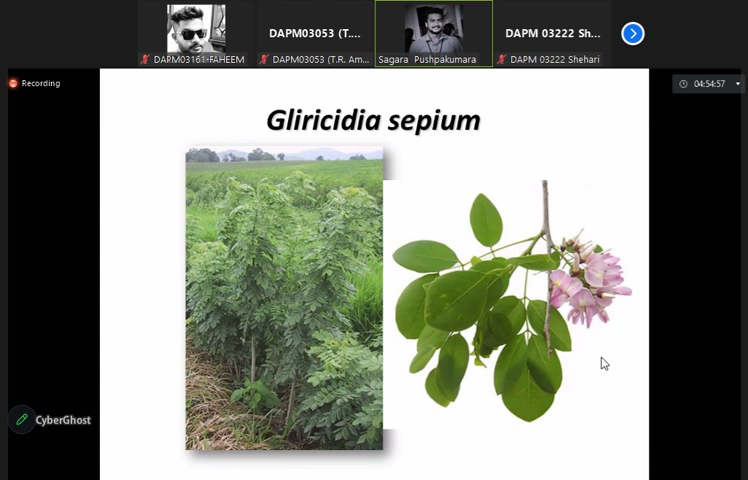 DAPM03053 (T....
DAPM 03222 Sh...
DAPM03161-FAHEEM
DAPM03053 (T.R. Am...
Sagara Pushpakumara
DAPM 03222 Shehari
Recording
04:54:57
Gliricidia sepium
CyberGhost